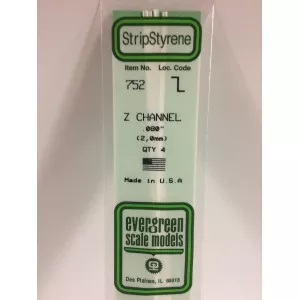 StripStyrene
Item No. Loc. Code
752
Z CHANNEL
.080"
(2,0mm)
QTY 4
Made in U.S.A
evergreen
scale models
Des Plaines, IL 60018